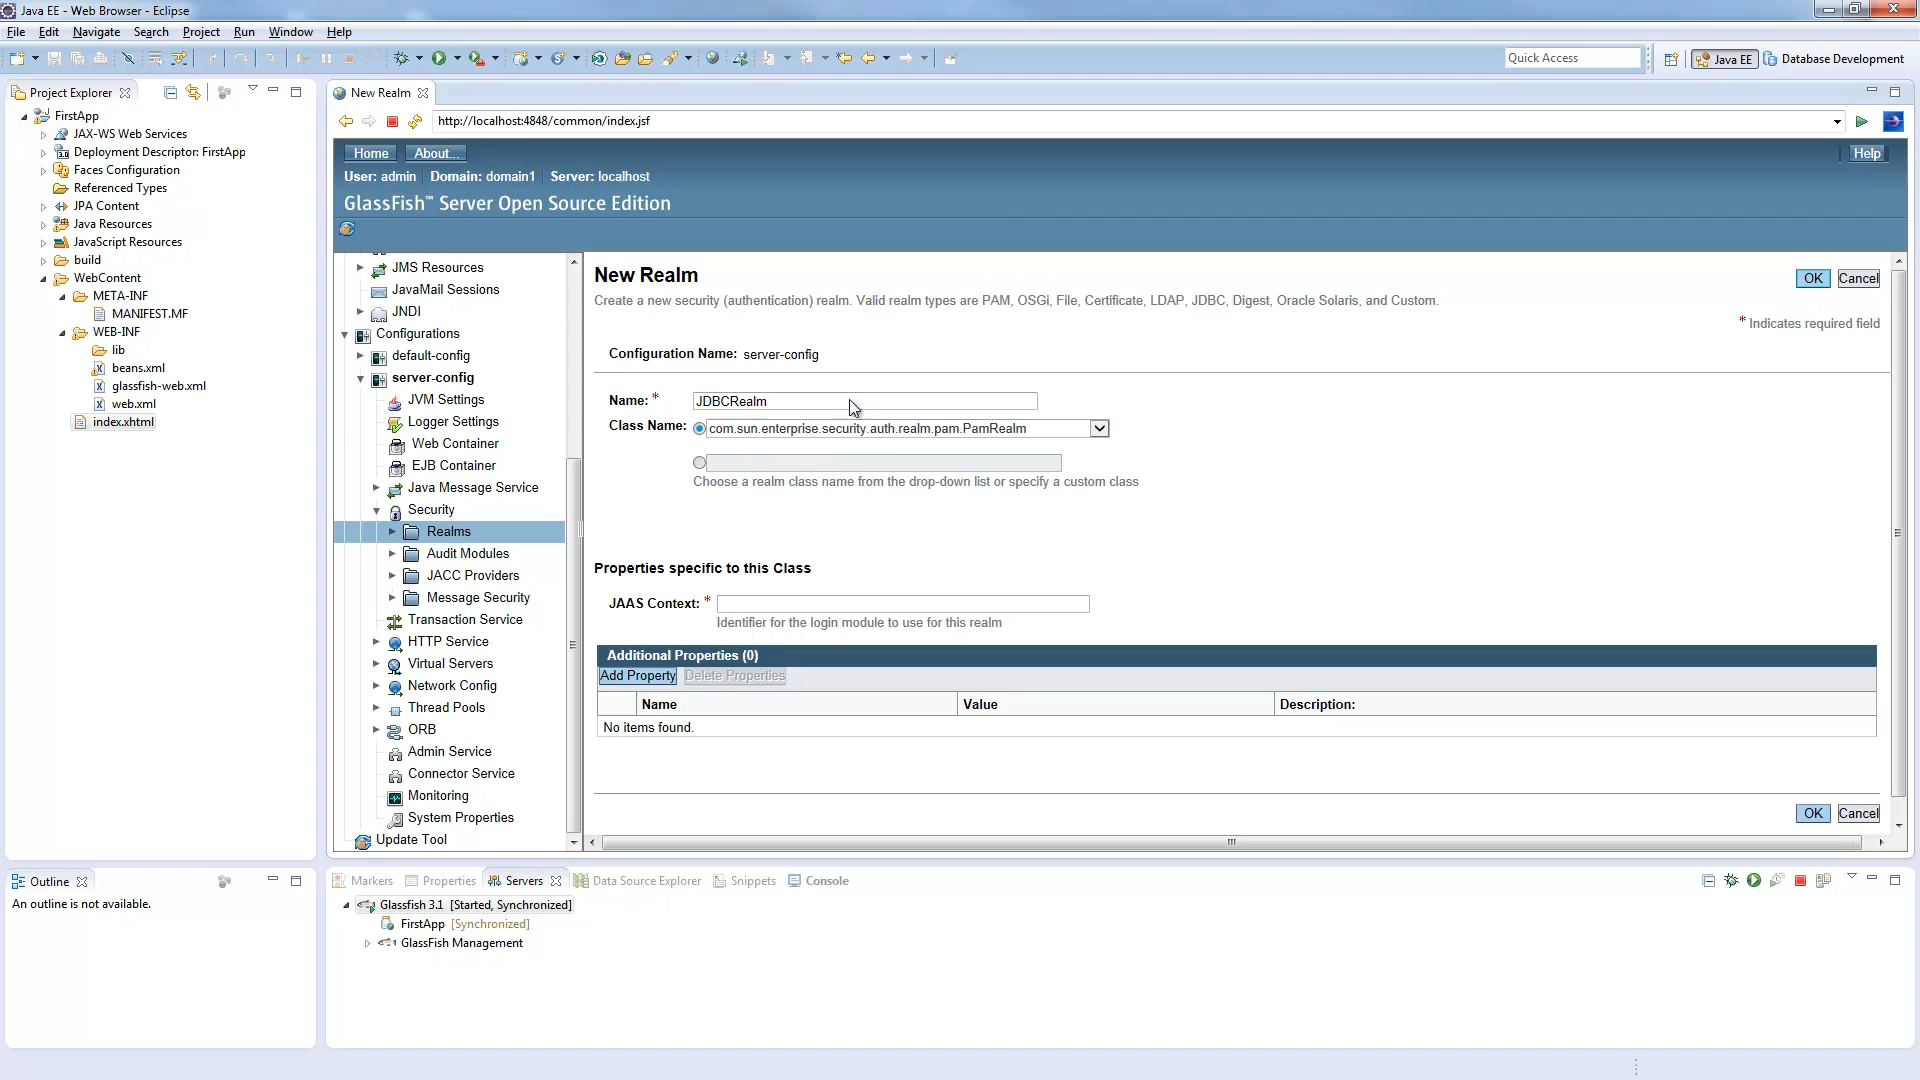 Java EE - Web Browser - Eclipse
File Edit Navigate Search Project Run Window Help
Quick Access
Java EE
Database Development
Project Explorer
FirstApp
JAX-WS Web Services
Deployment Descriptor: FirstApp
Faces Configuration
Referenced Types
JPA Content
Java Resources
JavaScript Resources
build
WebContent
META-INF
MANIFEST.MF
WEB-INF
lib
beans.xml
glassfish-web.xml
web.xml
index.xhtml
New Realm
http://localhost:4848/common/index.jsf
Home About... Help
User: admin Domain: domain1 Server: localhost
GlassFish™ Server Open Source Edition
JMS Resources
JavaMail Sessions
JNDI
Configurations
default-config
server-config
JVM Settings
Logger Settings
Web Container
EJB Container
Java Message Service
Security
Realms
Audit Modules
JACC Providers
Message Security
Transaction Service
HTTP Service
Virtual Servers
Network Config
Thread Pools
ORB
Admin Service
Connector Service
Monitoring
System Properties
Update Tool
New Realm
OK Cancel
Create a new security (authentication) realm. Valid realm types are PAM, OSGi, File, Certificate, LDAP, JDBC, Digest, Oracle Solaris, and Custom.
* Indicates required field
Configuration Name: server-config
Name: * JDBCRealm
Class Name: com.sun.enterprise.security.auth.realm.pam.PamRealm
Choose a realm class name from the drop-down list or specify a custom class
Properties specific to this Class
JAAS Context: *
Identifier for the login module to use for this realm
Additional Properties (0)
Add Property Delete Properties
Name Value Description:
No items found.
OK Cancel
Outline
An outline is not available.
Markers Properties Servers Data Source Explorer Snippets Console
Glassfish 3.1 [Started, Synchronized]
FirstApp [Synchronized]
GlassFish Management